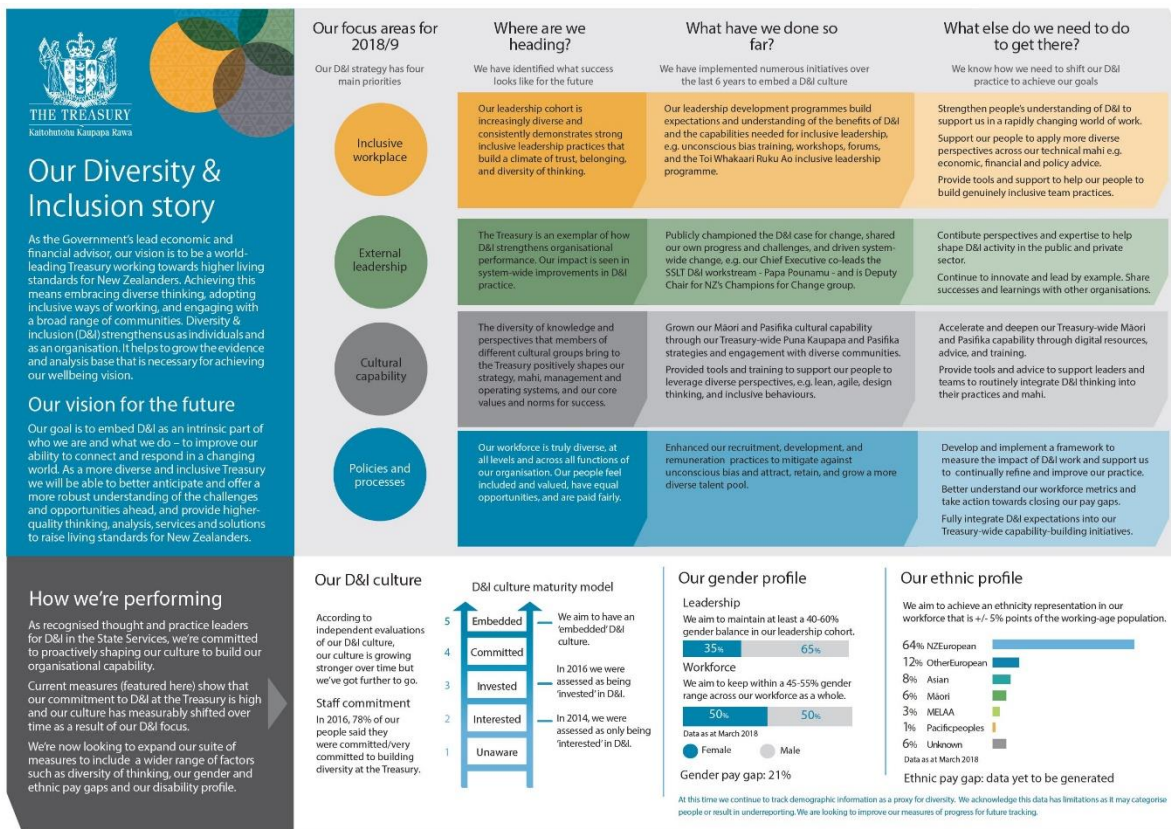 THE TREASURY
Kaitohutohu Kaupapa Rawa
Our Diversity &
Inclusion story
As the Government's lead economic and
financial advisor, our vision is to be a world-
leading Treasury working towards higher living
standards for New Zealanders. Achieving this
means embracing diverse thinking, adopting
inclusive ways of working, and engaging with
a broad range of communities. Diversity &
inclusion (D&I) strengthens us as individuals and
as an organisation. It helps to grow the evidence
and analysis base that is necessary for achieving
our wellbeing vision.
Our vision for the future
Our goal is to embed D&I as an intrinsic part of
who we are and what we do – to improve our
ability to connect and respond in a changing
world. As a more diverse and inclusive Treasury
we will be able to better anticipate and offer a
more robust understanding of the challenges
and opportunities ahead, and provide higher-
quality thinking, analysis, services and solutions
to raise living standards for New Zealanders.
Our focus areas for
2018/9
Our D&I strategy has four
main priorities
Where are we
heading?
We have identified what success
looks like for the future
What have we done so
far?
We have implemented numerous initiatives over
the last 6 years to embed a D&I culture
What else do we need to do
to get there?
We know how we need to shift our D&I
practice to achieve our goals
Inclusive
workplace
Our leadership cohort is
increasingly diverse and
consistently demonstrates strong
inclusive leadership practices that
build a climate of trust, belonging,
and diversity of thinking.
Our leadership development programmes build
expectations and understanding of the benefits of D&I
and the capabilities needed for inclusive leadership,
e.g. unconscious bias training, workshops, forums,
and the Toi Whakaari Ruku Ao inclusive leadership
programme.
Strengthen people's understanding of D&I to
support us in a rapidly changing world of work.
Support our people to apply more diverse
perspectives across our technical mahi e.g.
economic, financial and policy advice.
Provide tools and support to help our people to
build genuinely inclusive team practices.
External
leadership
The Treasury is an exemplar of how
D&I strengthens organisational
performance. Our impact is seen in
system-wide improvements in D&I
practice.
Publicly championed the D&I case for change, shared
our own progress and challenges, and driven system-
wide change, e.g. our Chief Executive co-leads the
SSLT D&I workstream - Papa Pounamu - and is Deputy
Chair for NZ's Champions for Change group.
Contibute perspectives and expertise to help
shape D&I activity in the public and private
sector.
Continue to innovate and lead by example. Share
successes and learnings with other organisations.
Cultural
capability
The diversity of knowledge and
perspectives that members of
different cultural groups bring to
the Treasury positively shapes our
strategy, mahi, management and
operating systems, and our core
values and norms for success.
Grown our Māori and Pasifika cultural capability
through our Treasury-wide Puna Kaupapa and Pasifika
strategies and engagement with diverse communities.
Provided tools and training to support our people to
leverage diverse perspectives, e.g. lean, agile, design
thinking, and inclusive behaviours.
Accelerate and deepen our Treasury-wide Māori
and Pasifika capability through digital resources,
advice, and training.
Provide tools and advice to support leaders and
teams to routinely integrate D&I thinking into
their practices and mahi.
Policies and
processes
Our workforce is truly diverse, at
all levels and across all functions of
our organisation. Our people feel
included and valued, have equal
opportunities, and are paid fairly.
Enhanced our recruitment, development, and
remuneration practices to mitigate against
unconscious bias and attract, retain, and grow a more
diverse talent pool.
Develop and implement a framework to
measure the impact of D&I work and support us
to continually refine and improve our practice.
Better understand our workforce metrics and
take action towards closing our pay gaps.
Fully integrate D&I expectations into our
Treasury-wide capability-building initiatives.
How we're performing
As recognised thought and practice leaders
for D&I in the State Services, we're committed
to proactively shaping our culture to build our
organisational capability.
Current measures (featured here) show that
our commitment to D&I at the Treasury is high
and our culture has measurably shifted over
time as a result of our D&I focus.
We're now looking to expand our suite of
measures to include a wider range of factors
such as diversity of thinking, our gender and
ethnic pay gaps and our disability profile.
Our D&I culture
According to
independent evaluations
of our D&I culture,
our culture is growing
stronger over time but
we've got further to go.
Staff commitment
In 2016, 78% of our
people said they
were committed/very
committed to building
diversity at the Treasury.
D&I culture maturity model
5 Embedded
4 Committed
3 Invested
2 Interested
1 Unaware
We aim to have an
'embedded' D&I
culture.
In 2016 we were
assessed as being
'invested' in D&I.
In 2014, we were
assessed as only being
'interested' in D&I.
Our gender profile
Leadership
We aim to maintain at least a 40-60%
gender balance in our leadership cohort.
35% 65%
Workforce
We aim to keep within a 45-55% gender
range across our workforce as a whole.
50% 50%
Data as at March 2018
Female Male
Gender pay gap: 21%
Our ethnic profile
We aim to achieve an ethnicity representation in our
workforce that is +/- 5% points of the working-age population.
64% NZEuropean
12% OtherEuropean
8% Asian
6% Māori
3% MELAA
1% Pacificpeoples
6% Unknown
Data as at March 2018
Ethnic pay gap: data yet to be generated
At this time we continue to track demographic information as a proxy for diversity. We acknowledge this data has limitations as it may categorise
people or result in underreporting. We are looking to improve our measures of progress for future tracking.